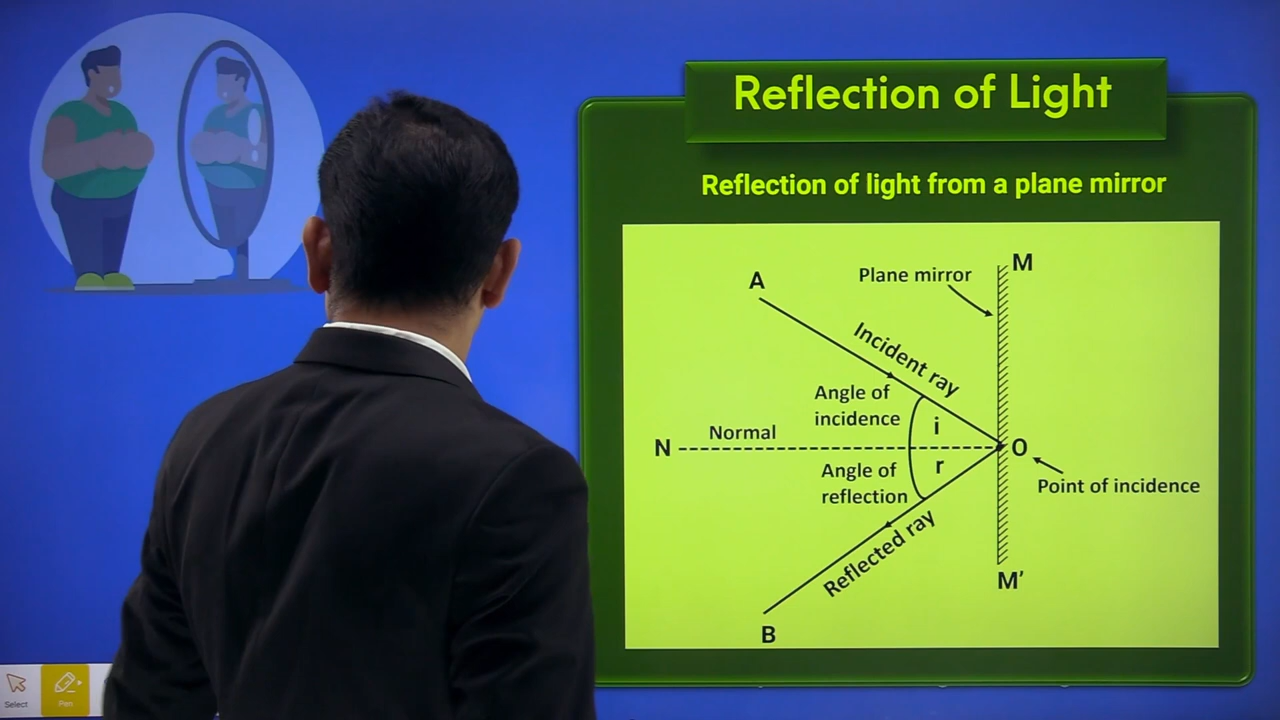 Reflection of Light
Reflection of light from a plane mirror
Plane mirror
M
A
Incident ray
Angle of
incidence
i
N
Normal
O
Angle of
reflection
r
Point of incidence
Reflected ray
M'
B
Select
Pen